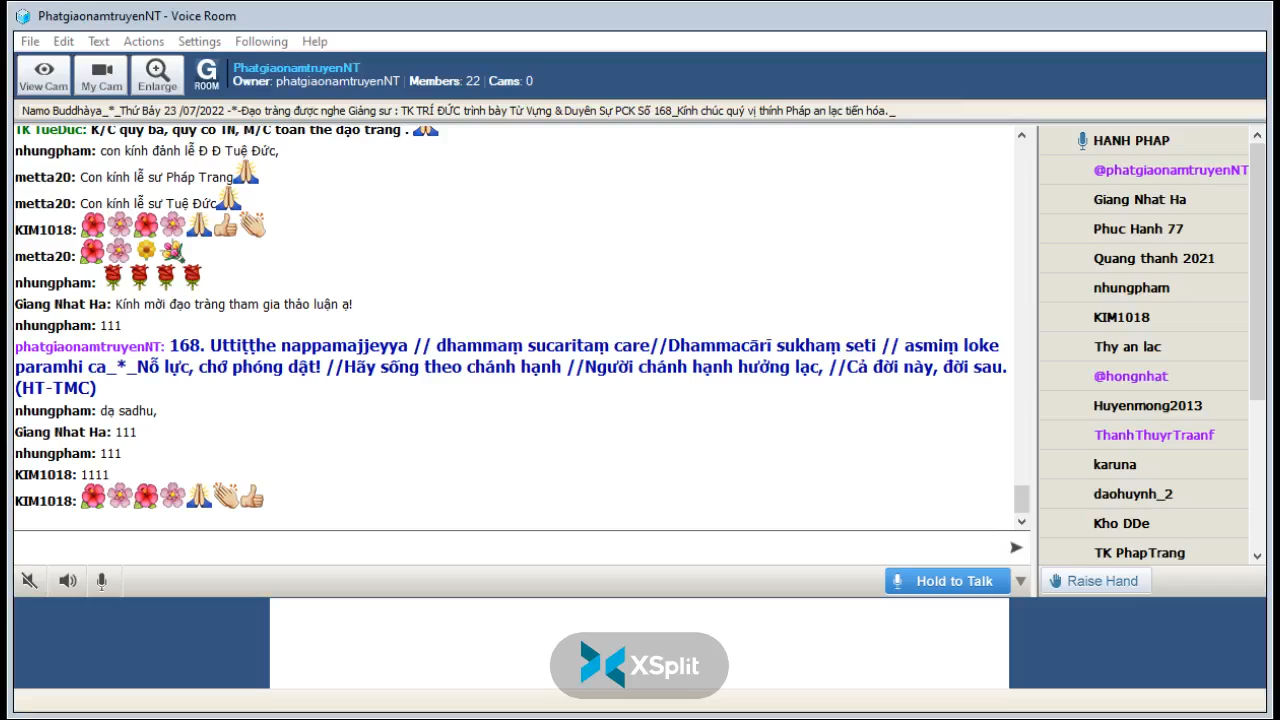 PhatgiaonamtruyenNT - Voice Room
File Edit Text Actions Settings Following Help
View Cam
My Cam
Enlarge
G
ROOM
PhatgiaonamtruyenNT
Owner: phatgiaonamtruyenNT | Members: 22 | Cams: 0
Namo Buddhàya_*_Thứ Bảy 23 /07/2022 -*-Đạo tràng được nghe Giảng sư : TK TRÍ ĐỨC trình bày Từ Vựng & Duyên Sự PCK Số 168_Kính chúc quý vị thính Pháp an lạc tiến hóa._
TK TueDuc: K/C quý bá, quý cô TN, M/C toàn thể đạo tràng .
nhungpham: con kính đảnh lễ Đ Đ Tuệ Đức,
metta20: Con kính lễ sư Pháp Trang
metta20: Con kính lễ sư Tuệ Đức
KIM1018:
metta20:
nhungpham:
Giang Nhat Ha: Kính mời đạo tràng tham gia thảo luận ạ!
nhungpham: 111
phatgiaonamtruyenNT: 168. Uttiṭṭhe nappamajjeyya // dhammaṃ sucaritaṃ care//Dhammacārī sukhaṃ seti // asmiṃ loke
paramhi ca_*_Nỗ lực, chớ phóng dật! //Hãy sống theo chánh hạnh //Người chánh hạnh hưởng lạc, //Cả đời này, đời sau.
(HT-TMC)
nhungpham: dạ sadhu,
Giang Nhat Ha: 111
nhungpham: 111
KIM1018: 1111
KIM1018:
Hold to Talk
HANH PHAP
@phatgiaonamtruyenNT
Giang Nhat Ha
Phuc Hanh 77
Quang thanh 2021
nhungpham
KIM1018
Thy an lac
@hongnhat
Huyenmong2013
ThanhThuyrTraanf
karuna
daohuynh_2
Kho DDe
TK PhapTrang
Raise Hand
XSplit